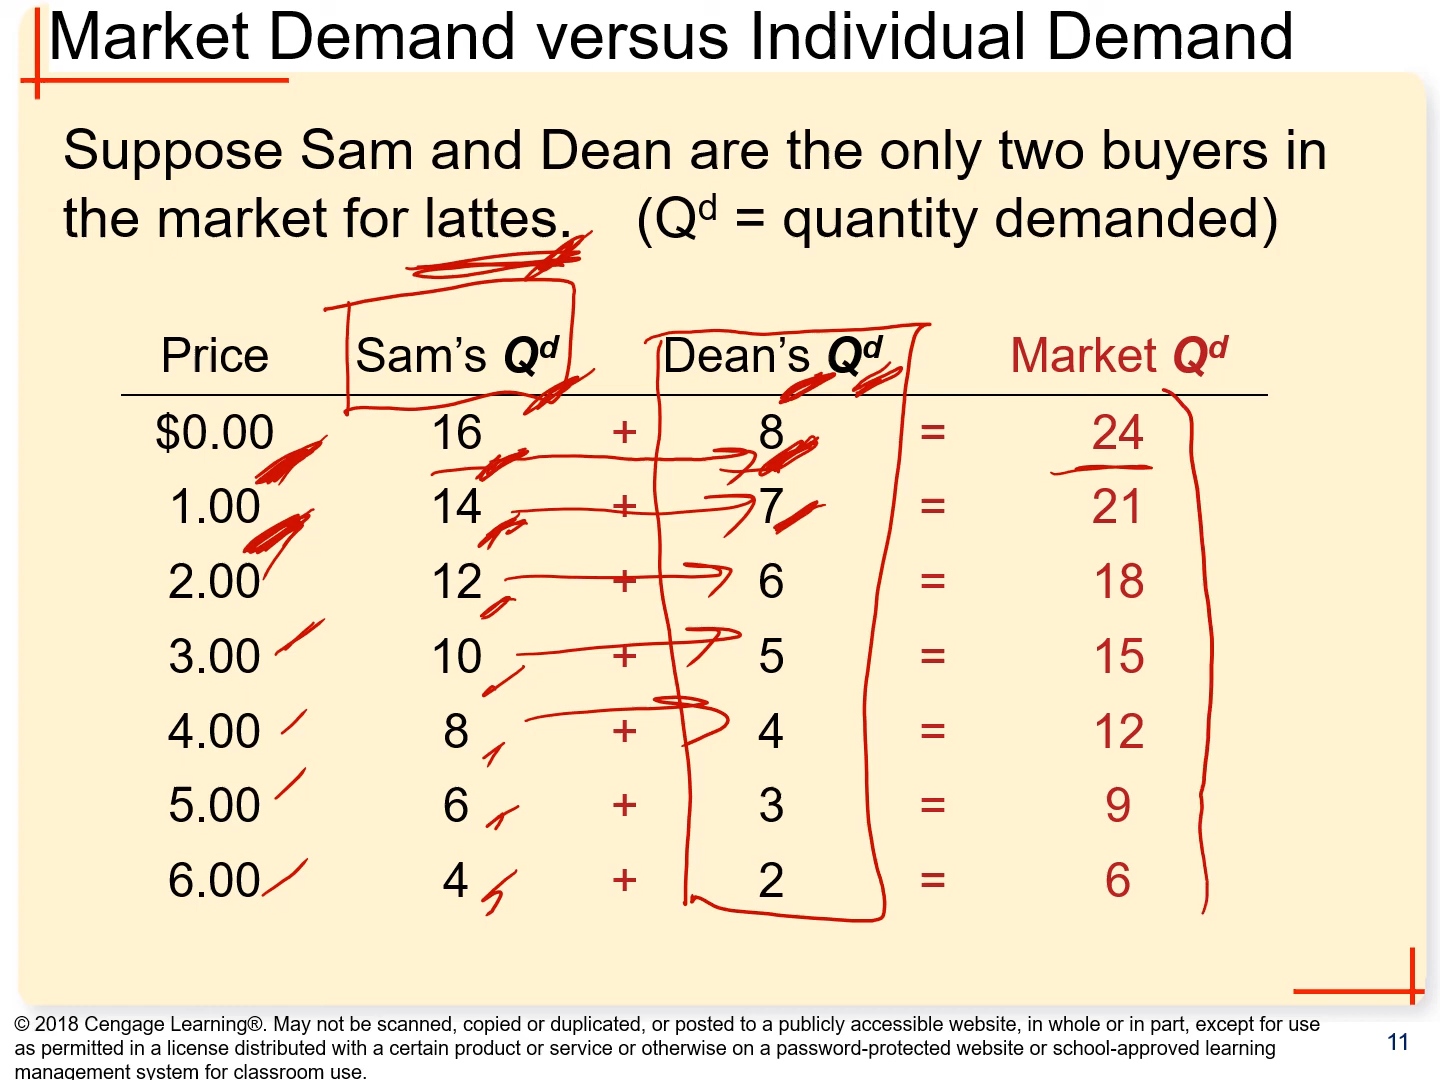 Market Demand versus Individual Demand
Suppose Sam and Dean are the only two buyers in
the market for lattes. (Qd = quantity demanded)
Price Sam’s Qd Dean’s Qd Market Qd
$0.00 16 + 8 = 24
1.00 14 + 7 = 21
2.00 12 + 6 = 18
3.00 10 + 5 = 15
4.00 8 + 4 = 12
5.00 6 + 3 = 9
6.00 4 + 2 = 6
© 2018 Cengage Learning®. May not be scanned, copied or duplicated, or posted to a publicly accessible website, in whole or in part, except for use
as permitted in a license distributed with a certain product or service or otherwise on a password-protected website or school-approved learning
management system for classroom use.
11